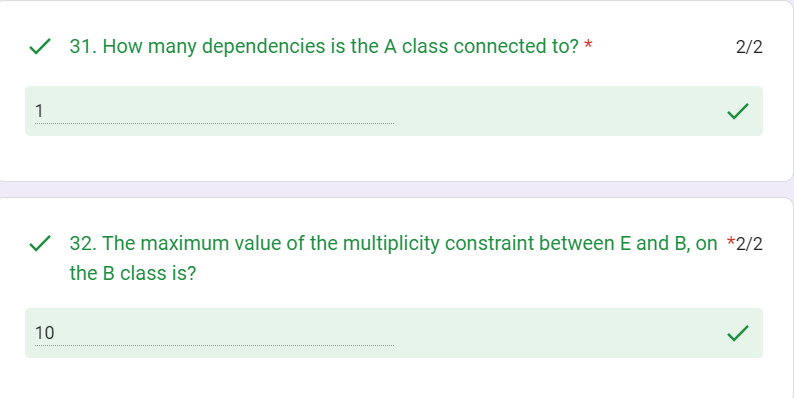 31. How many dependencies is the A class connected to? * 2/2
1
32. The maximum value of the multiplicity constraint between E and B, on *2/2
the B class is?
10